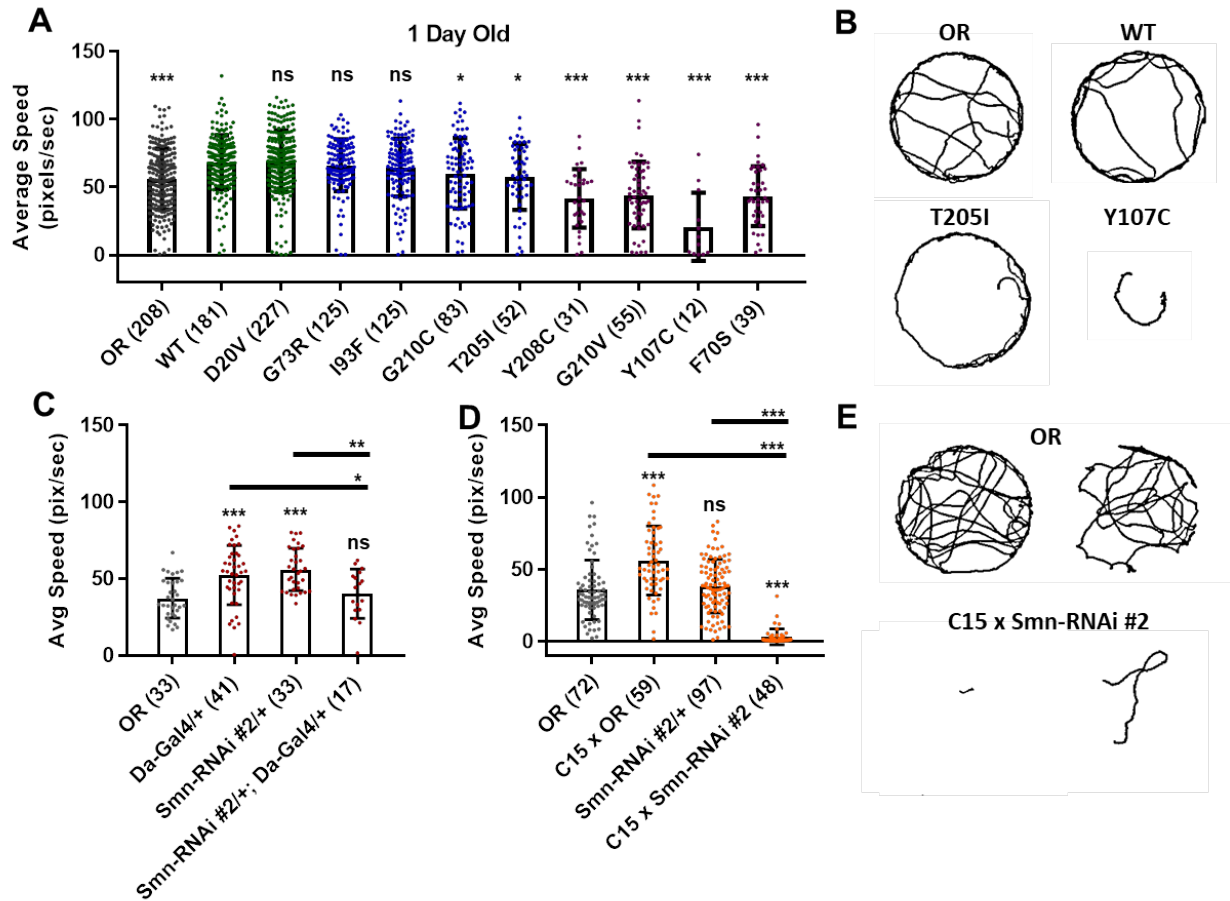 A
1 Day Old
Average Speed
(pixels/sec)
150
100
50
0
*** ns ns ns * * *** *** *** ***
OR (208)
WT (181)
D20V (227)
G73R (125)
I93F (125)
G210C (83)
T205I (52)
Y208C (31)
G210V (55))
Y107C (12)
F70S (39)
B
OR WT
T205I Y107C
C
Avg Speed (pix/sec)
150
100
50
0
**
*
*** *** ns
OR (33)
Da-Gal4/+ (41)
Smn-RNAi #2/+ (33)
Smn-RNAi #2/+; Da-Gal4/+ (17)
D
Avg Speed (pix/sec)
150
100
50
0
***
***
*** ns ***
OR (72)
C15 x OR (59)
Smn-RNAi #2/+ (97)
C15 x Smn-RNAi #2 (48)
E
OR
C15 x Smn-RNAi #2